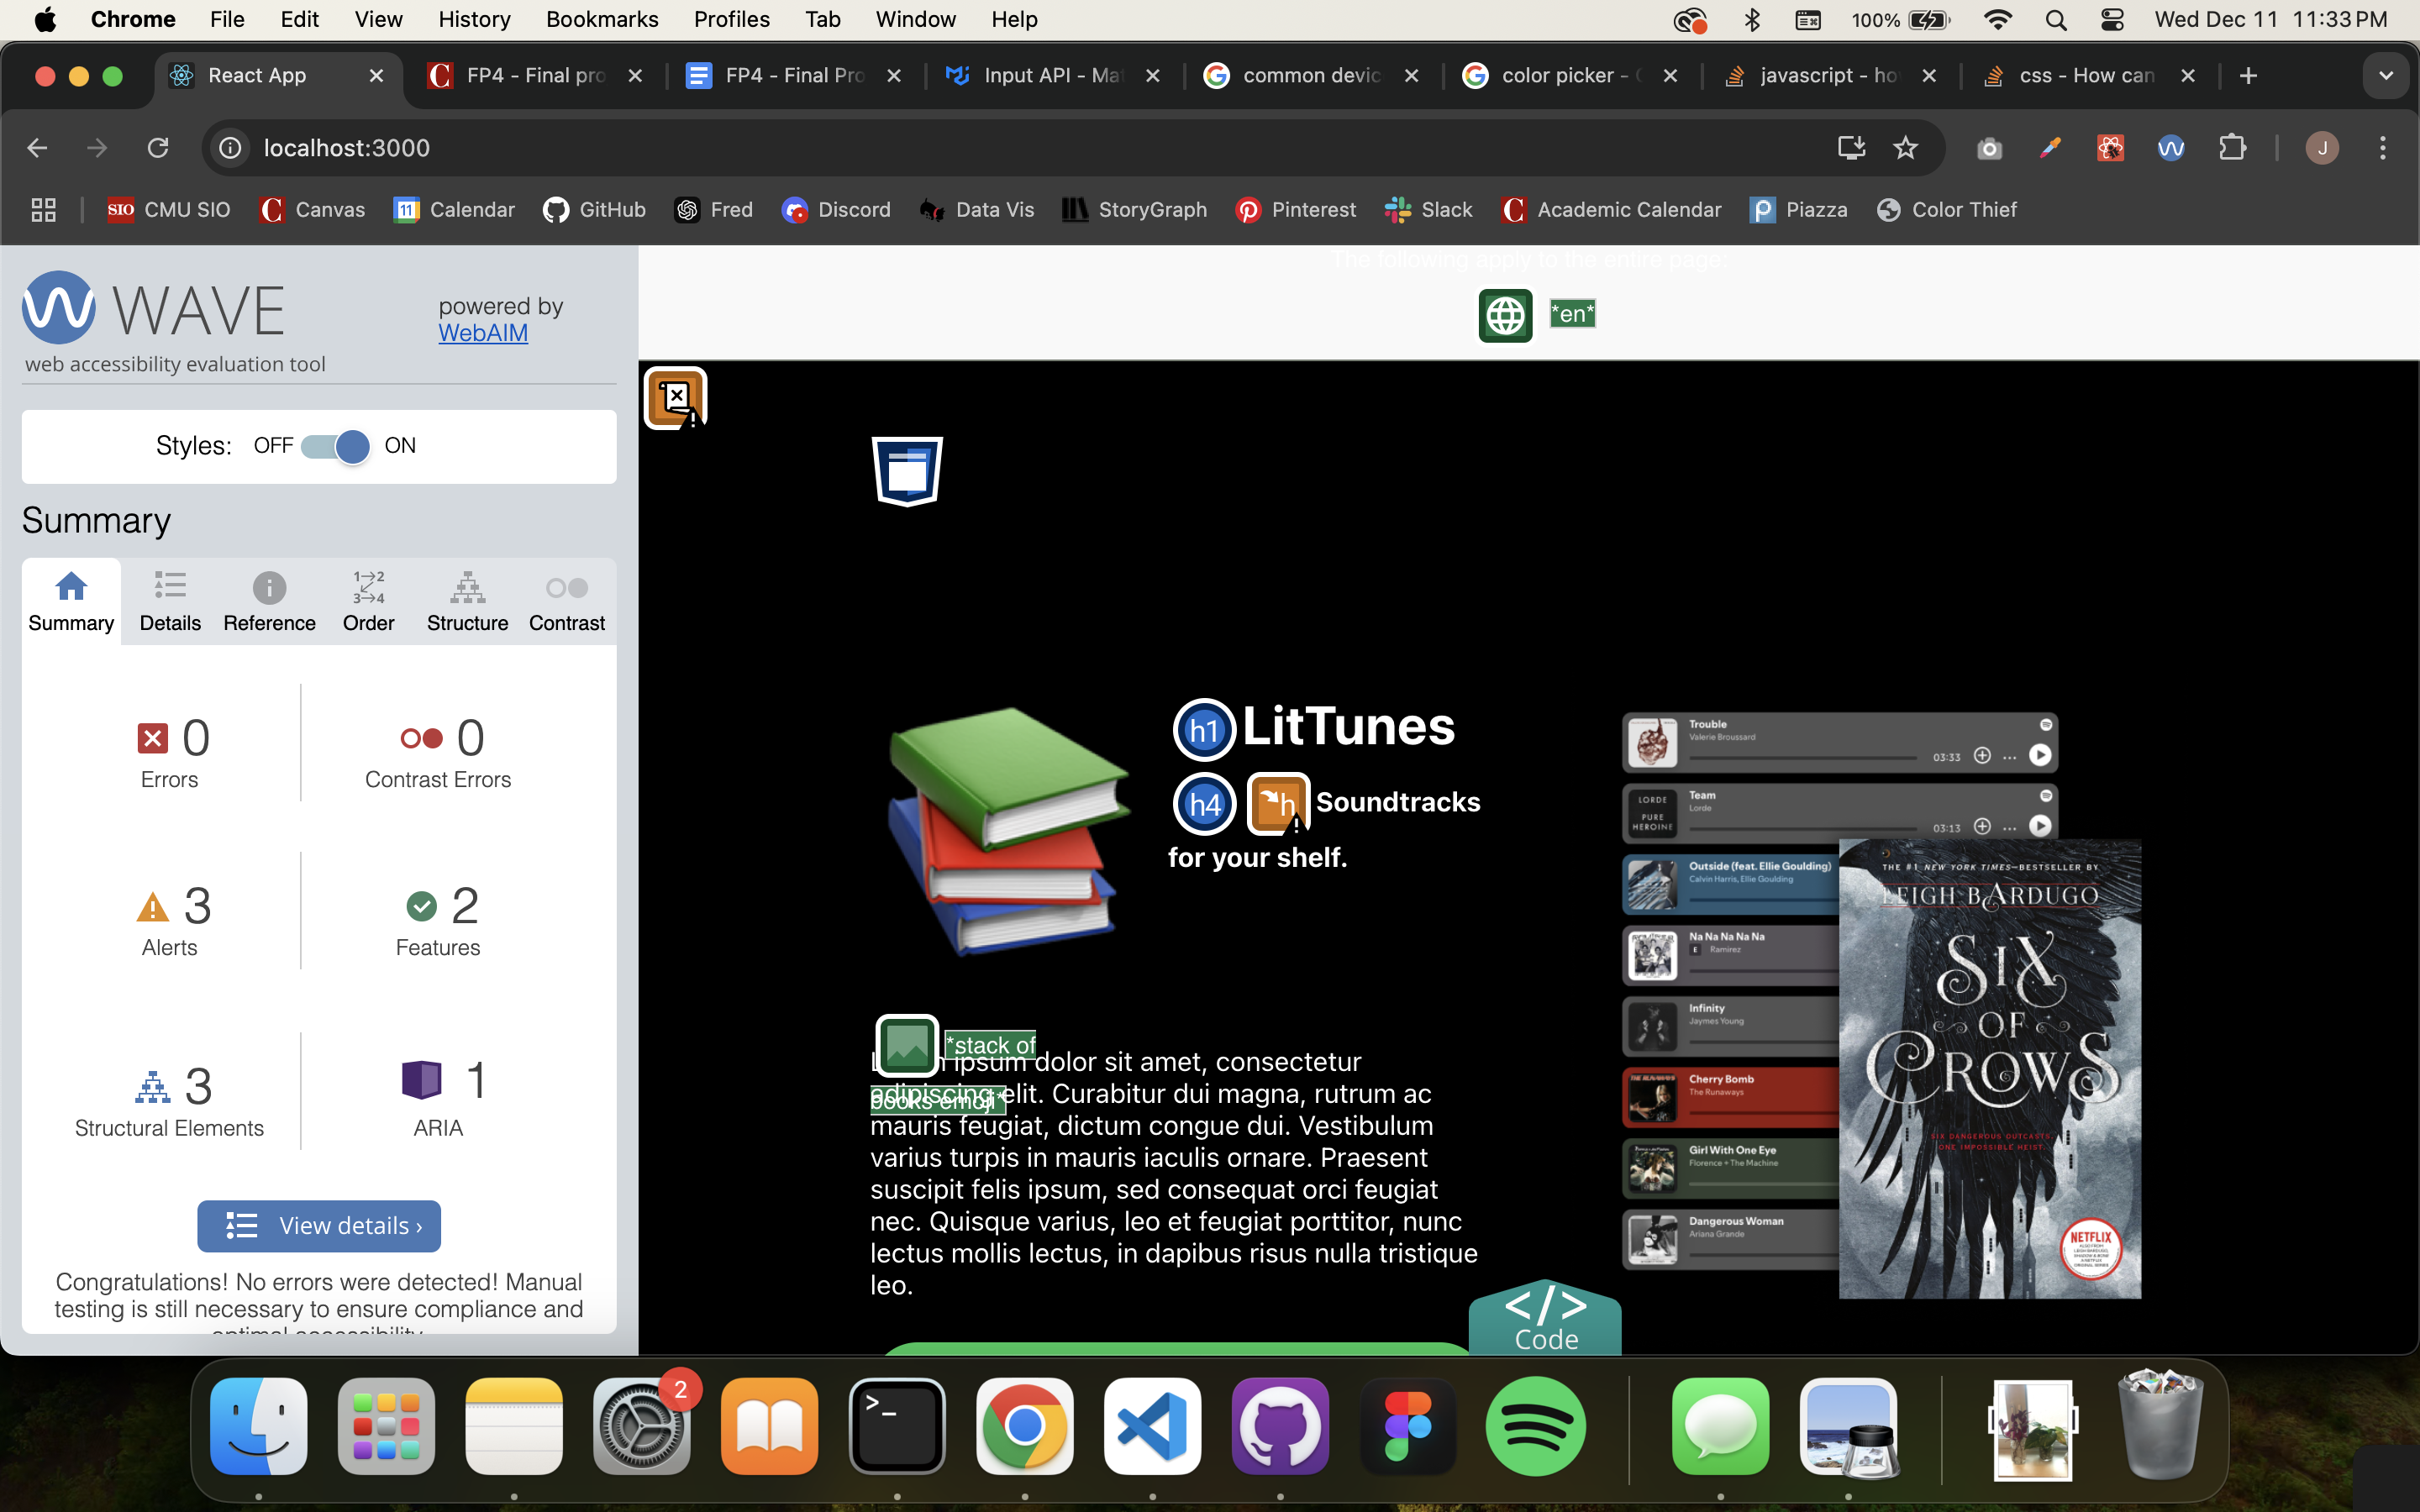 Chrome File Edit View History Bookmarks Profiles Tab Window Help 100% Wed Dec 11 11:33 PM
React App FP4 - Final pro FP4 - Final Pro Input API - Ma common devic color picker - javascript - ho css - How can
localhost:3000 J
SIO CMU SIO Canvas 11 Calendar GitHub Fred Discord Data Vis StoryGraph Pinterest Slack Academic Calendar Piazza Color Thief
WAVE
powered by
WebAIM
web accessibility evaluation tool
Styles: OFF ON
Summary
1→2
3→4
Summary Details Reference Order Structure Contrast
0 0
Errors Contrast Errors
3 2
Alerts Features
3 1
Structural Elements ARIA
View details ›
Congratulations! No errors were detected! Manual
testing is still necessary to ensure compliance and
optimal accessibility
The following apply to the entire page:
*en*
h1 LitTunes
h4 h Soundtracks
for your shelf.
*stack of
books emoji*
ipsum dolor sit amet, consectetur
adipiscing elit. Curabitur dui magna, rutrum ac
mauris feugiat, dictum congue dui. Vestibulum
varius turpis in mauris iaculis ornare. Praesent
suscipit felis ipsum, sed consequat orci feugiat
nec. Quisque varius, leo et feugiat porttitor, nunc
lectus mollis lectus, in dapibus risus nulla tristique
leo.
</>
Code
Trouble
Valerie Broussard
03:33
LORDE
PURE
HEROINE
Team
Lorde
03:13
Outside (feat. Ellie Goulding)
Calvin Harris, Ellie Goulding
Na Na Na Na Na
E Ramirez
Infinity
Jaymes Young
Cherry Bomb
The Runaways
Girl With One Eye
Florence + The Machine
Dangerous Woman
Ariana Grande
THE #1 NEW YORK TIMES-BESTSELLER BY
LEIGH BARDUGO
SIX
OF
CROWS
SIX DANGEROUS OUTCASTS.
ONE IMPOSSIBLE HEIST.
NETFLIX
2
>_